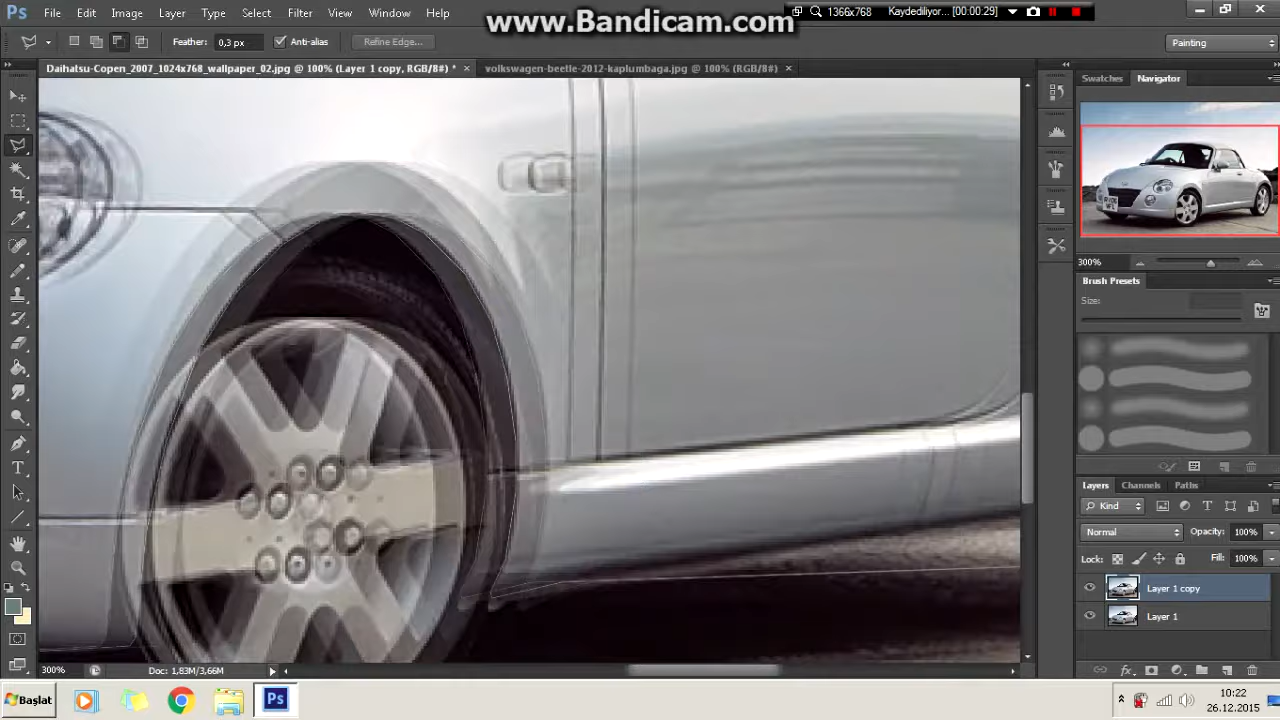 www.Bandicam.com
Ps File Edit Image Layer Type Select Filter 3D View Window Help
1366x768 Kaydediliyor... [00:00:29]
Feather: 0,3 px Anti-alias Refine Edge... Painting
Daihatsu-Copen_2007_1024x768_wallpaper_02.jpg @ 100% (Layer 1 copy, RGB/8#) * × volkswagen-beetle-2012-kaplumbaga.jpg @ 100% (RGB/8#) ×
Swatches Navigator
300%
Brush Presets
Size:
Layers Channels Paths
Kind
Normal Opacity: 100%
Lock: Fill: 100%
Layer 1 copy
Layer 1
300% Doc: 1,83M/3,66M
Başlat Ps
10:22
26.12.2015